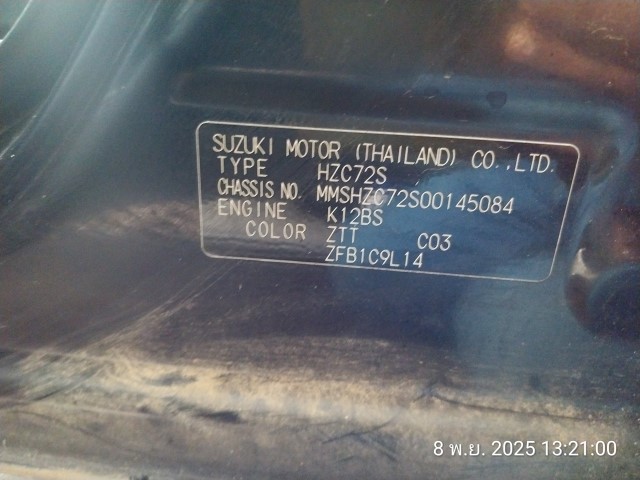 SUZUKI MOTOR (THAILAND) CO.,LTD.
TYPE HZC72S
CHASSIS NO. MMSHZC72S00145084
ENGINE K12BS
COLOR ZTT C03
ZFB1C9L14
8 พ.ย. 2025 13:21:00